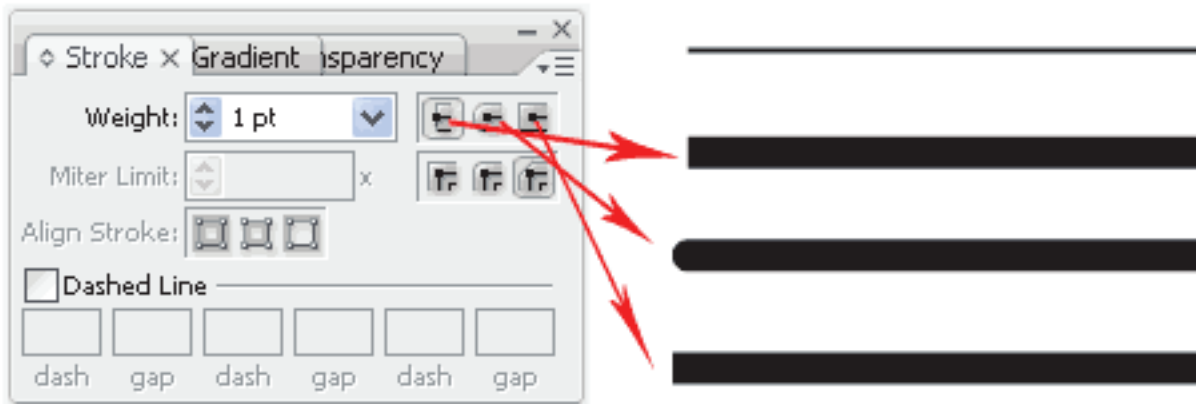 Stroke Gradient nsparency
Weight: 1 pt
Miter Limit: x
Align Stroke:
Dashed Line
dash gap dash gap dash gap